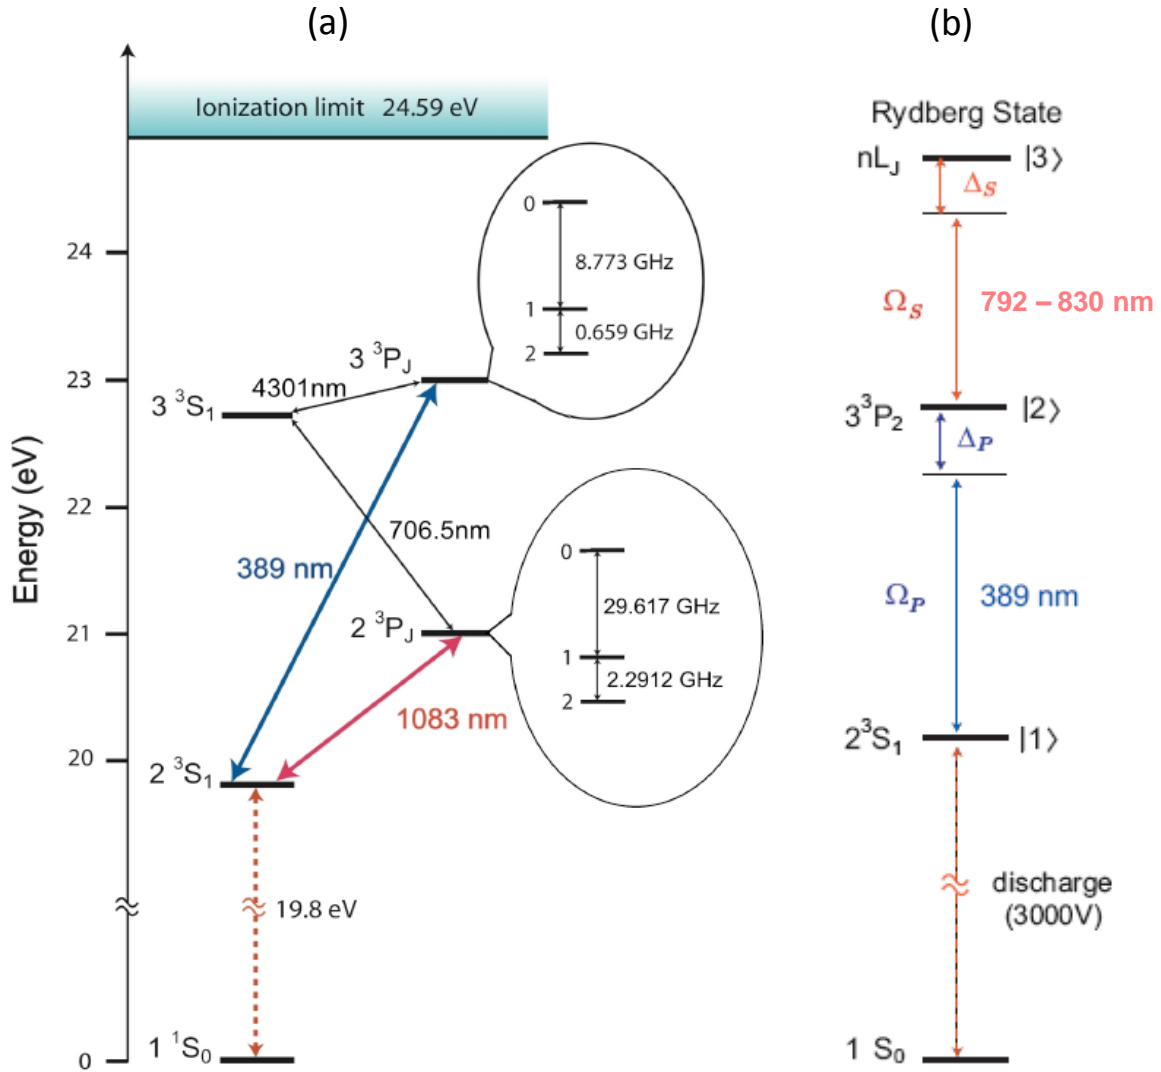 (a)
Ionization limit 24.59 eV
Energy (eV)
24
23
22
21
20
0
3 ³P_J
4301nm
3 ³S₁
0
8.773 GHz
1
0.659 GHz
2
389 nm
706.5nm
2 ³P_J
1083 nm
0
29.617 GHz
1
2.2912 GHz
2
2 ³S₁
19.8 eV
1 ¹S₀
(b)
Rydberg State
nL_J |3⟩
Δ_S
Ω_S 792 – 830 nm
3³P₂ |2⟩
Δ_P
Ω_P 389 nm
2³S₁ |1⟩
discharge
(3000V)
1 S₀